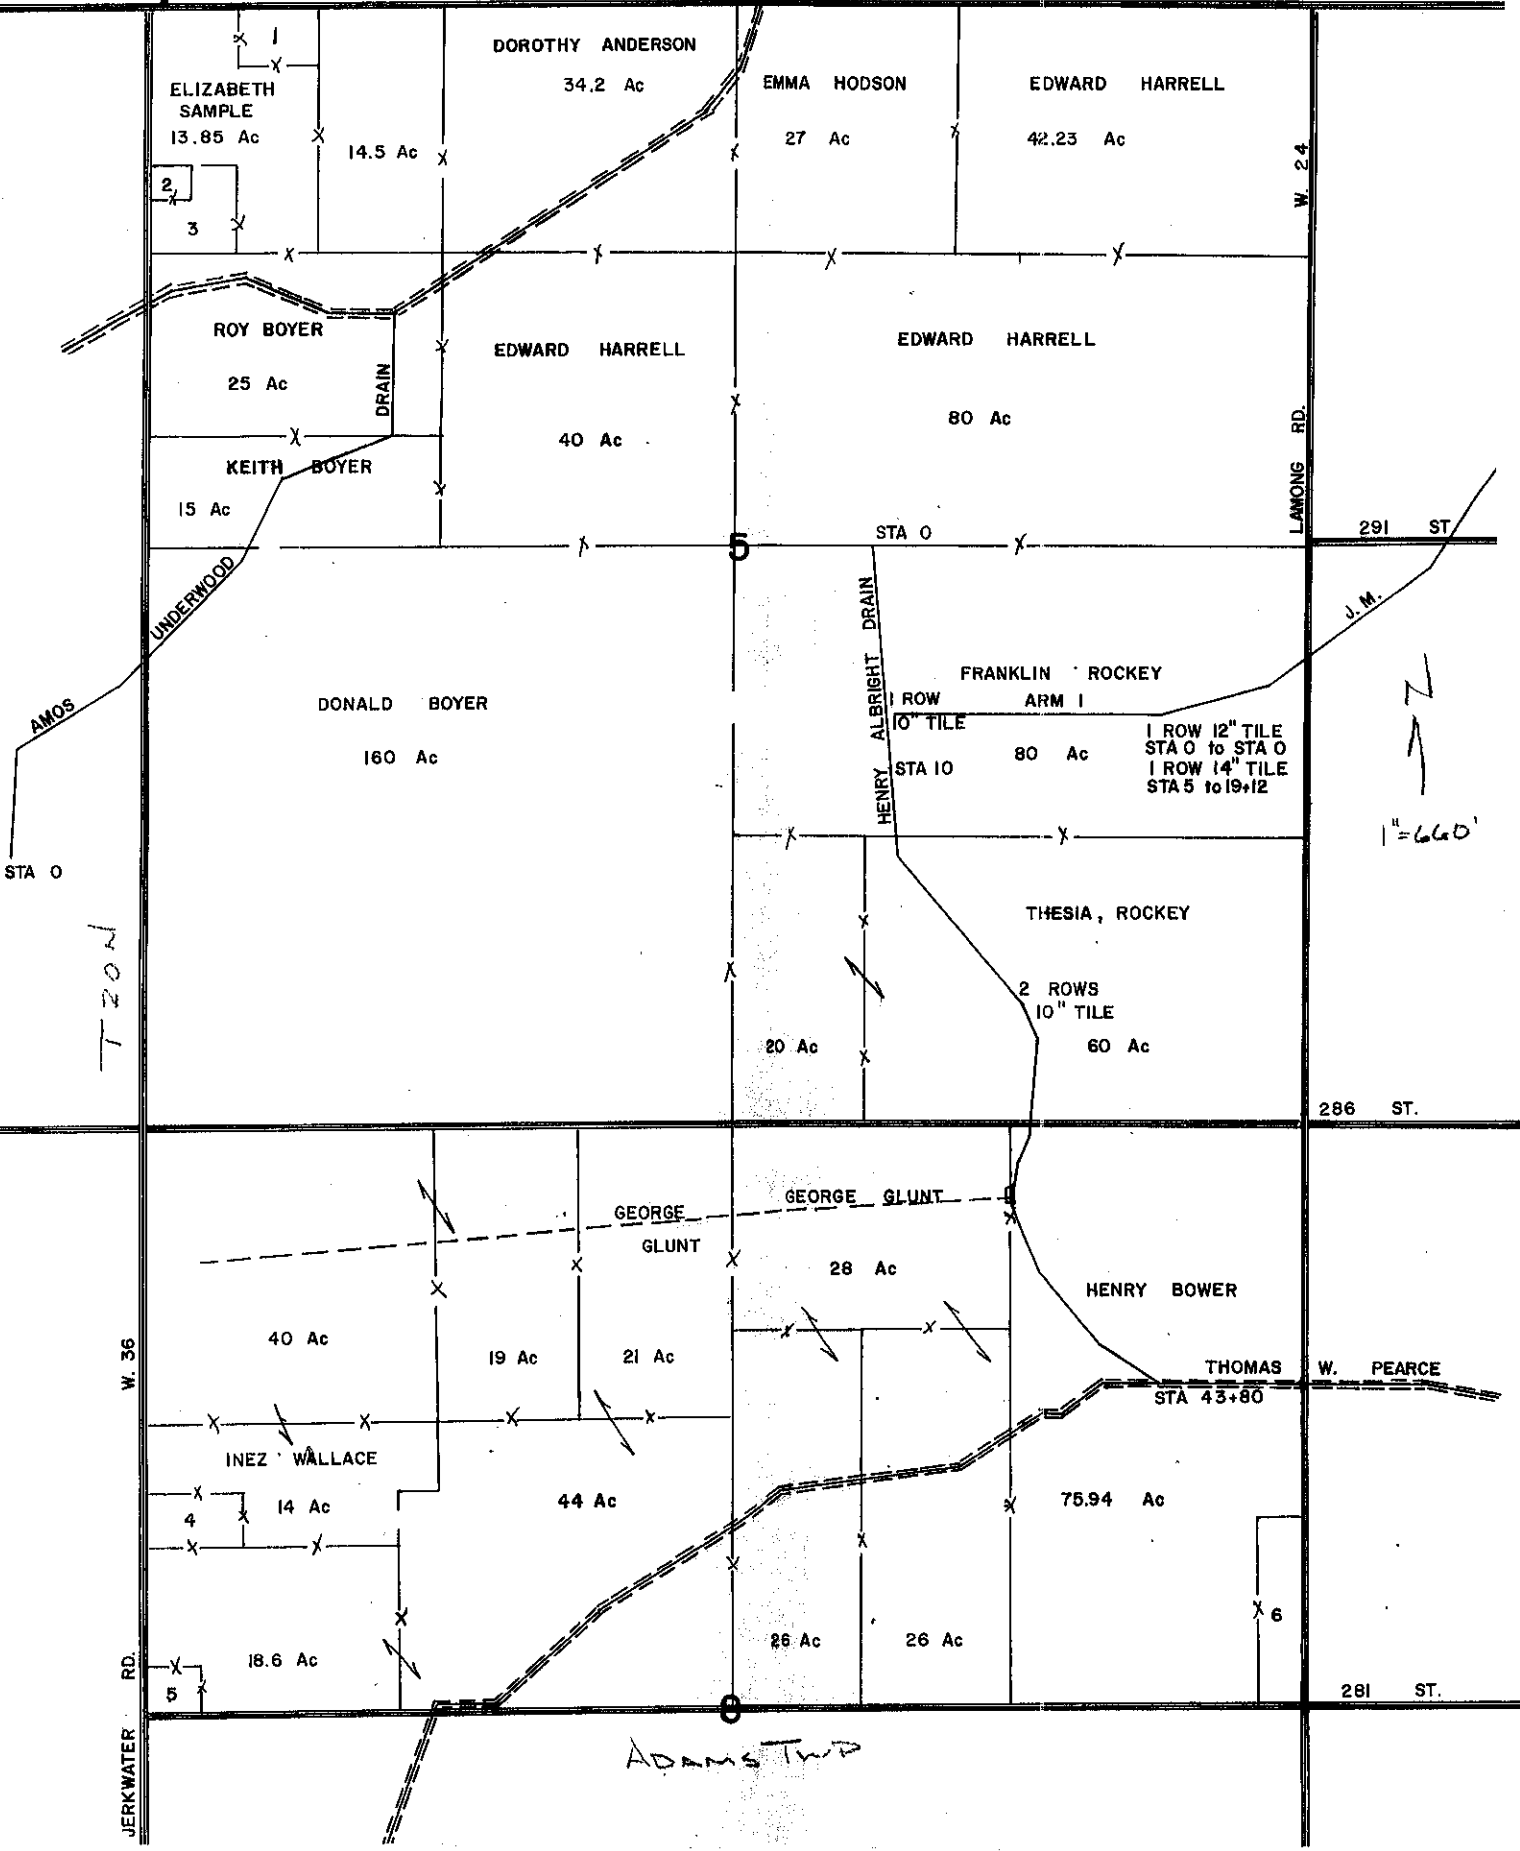 1
DOROTHY ANDERSON
34.2 Ac
ELIZABETH
SAMPLE
13.85 Ac
14.5 Ac
EMMA HODSON
27 Ac
EDWARD HARRELL
42.23 Ac
W. 24
2
3
ROY BOYER
25 Ac
DRAIN
EDWARD HARRELL
40 Ac
EDWARD HARRELL
80 Ac
LAMONG RD.
KEITH BOYER
15 Ac
5
STA 0
291 ST
UNDERWOOD
AMOS
STA 0
DONALD BOYER
160 Ac
HENRY ALBRIGHT DRAIN
FRANKLIN ROCKEY
1 ROW
10" TILE
ARM 1
80 Ac
STA 10
1 ROW 12" TILE
STA 0 to STA 0
1 ROW 14" TILE
STA 5 to 19+12
J. M.
N
1"=660'
T20N
THESIA, ROCKEY
2 ROWS
10" TILE
20 Ac
60 Ac
286 ST.
GEORGE
GLUNT
GEORGE GLUNT
28 Ac
HENRY BOWER
W. 36
40 Ac
19 Ac
21 Ac
THOMAS W. PEARCE
STA 43+80
INEZ WALLACE
14 Ac
4
44 Ac
75.94 Ac
6
18.6 Ac
5
26 Ac
26 Ac
281 ST.
8
JERKWATER RD.
ADAMS TWP